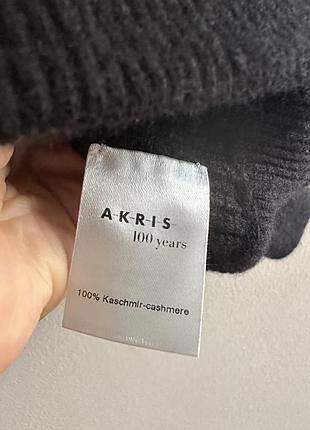 A-K-R-I-S
100 years
100% Kaschmir-cashmere